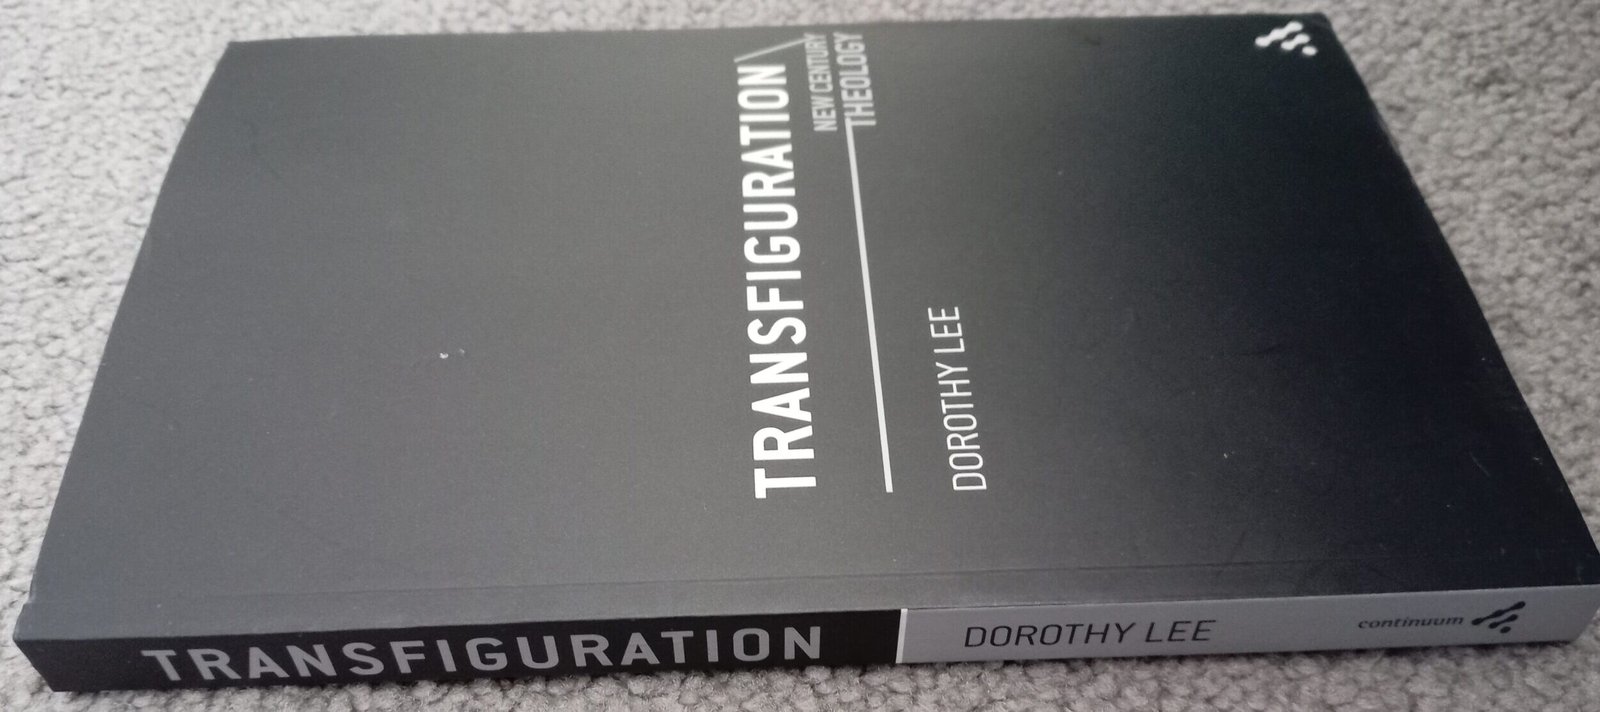 TRANSFIGURATION
NEW CENTURY
THEOLOGY
DOROTHY LEE
TRANSFIGURATION
DOROTHY LEE
continuum